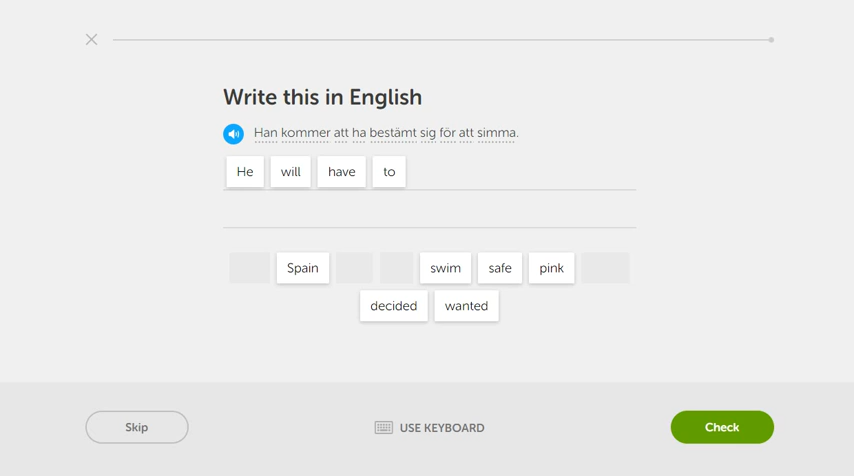 Write this in English
Han kommer att ha bestämt sig för att simma.
He will have to
Spain swim safe pink
decided wanted
Skip USE KEYBOARD Check